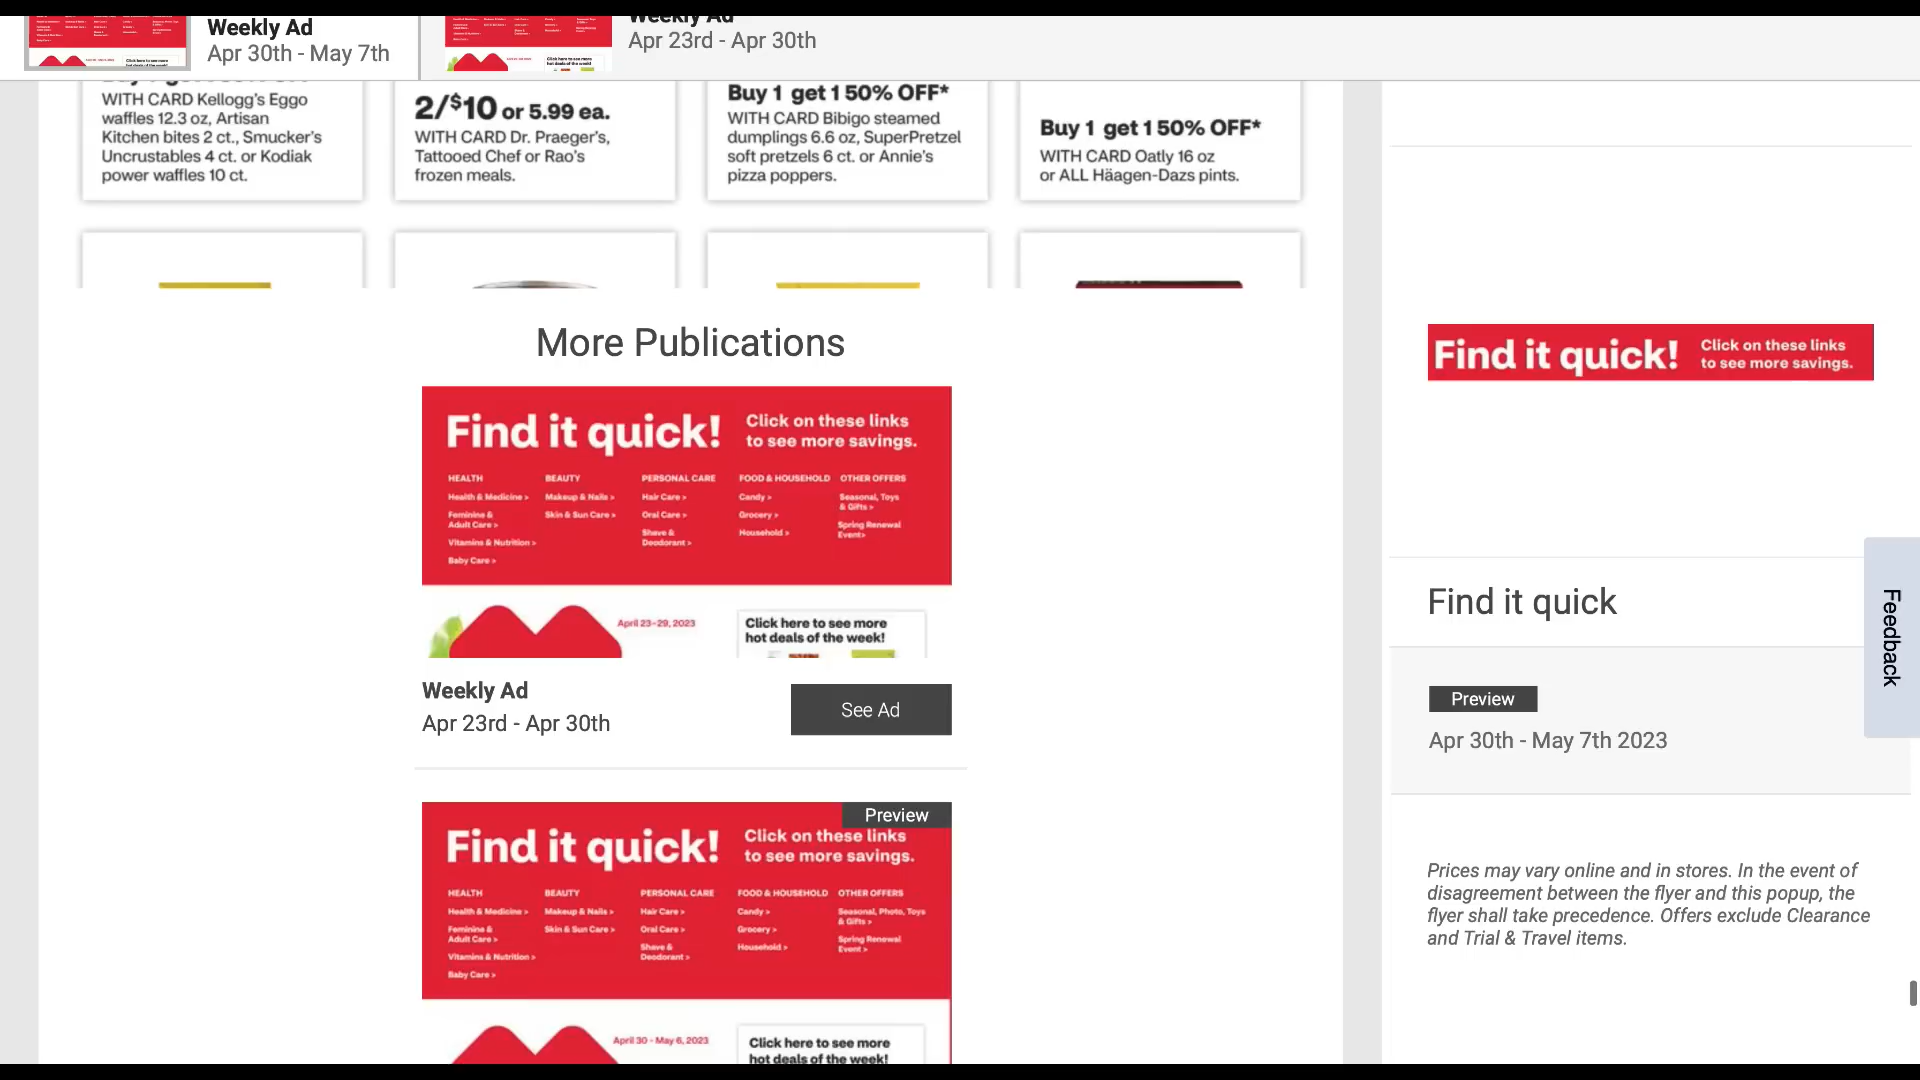 Weekly Ad
Apr 30th - May 7th
Weekly Ad
Apr 23rd - Apr 30th
WITH CARD Kellogg's Eggo
waffles 12.3 oz, Artisan
Kitchen bites 2 ct., Smucker's
Uncrustables 4 ct. or Kodiak
power waffles 10 ct.
2/$10 or 5.99 ea.
WITH CARD Dr. Praeger's,
Tattooed Chef or Rao's
frozen meals.
Buy 1 get 1 50% OFF*
WITH CARD Bibigo steamed
dumplings 6.6 oz, SuperPretzel
soft pretzels 6 ct. or Annie's
pizza poppers.
Buy 1 get 1 50% OFF*
WITH CARD Oatly 16 oz
or ALL Häagen-Dazs pints.
More Publications
Find it quick!
Click on these links
to see more savings.
HEALTH
Health & Medicine >
Feminine &
Adult Care >
Vitamins & Nutrition >
Baby Care >
BEAUTY
Makeup & Nails >
Skin & Sun Care >
PERSONAL CARE
Hair Care >
Oral Care >
Shave &
Deodorant >
FOOD & HOUSEHOLD
Candy >
Grocery >
Household >
OTHER OFFERS
Seasonal, Toys
& Gifts >
Spring Renewal
Event>
April 23-29, 2023
Click here to see more
hot deals of the week!
Weekly Ad
Apr 23rd - Apr 30th
See Ad
Preview
Find it quick!
Click on these links
to see more savings.
HEALTH
Health & Medicine >
Feminine &
Adult Care >
Vitamins & Nutrition >
Baby Care >
BEAUTY
Makeup & Nails >
Skin & Sun Care >
PERSONAL CARE
Hair Care >
Oral Care >
Shave &
Deodorant >
FOOD & HOUSEHOLD
Candy >
Grocery >
Household >
OTHER OFFERS
Seasonal, Photo, Toys
& Gifts >
Spring Renewal
Event >
April 30 - May 6, 2023
Click here to see more
hot deals of the week!
Find it quick!
Click on these links
to see more savings.
Find it quick
Preview
Apr 30th - May 7th 2023
Prices may vary online and in stores. In the event of
disagreement between the flyer and this popup, the
flyer shall take precedence. Offers exclude Clearance
and Trial & Travel items.
Feedback